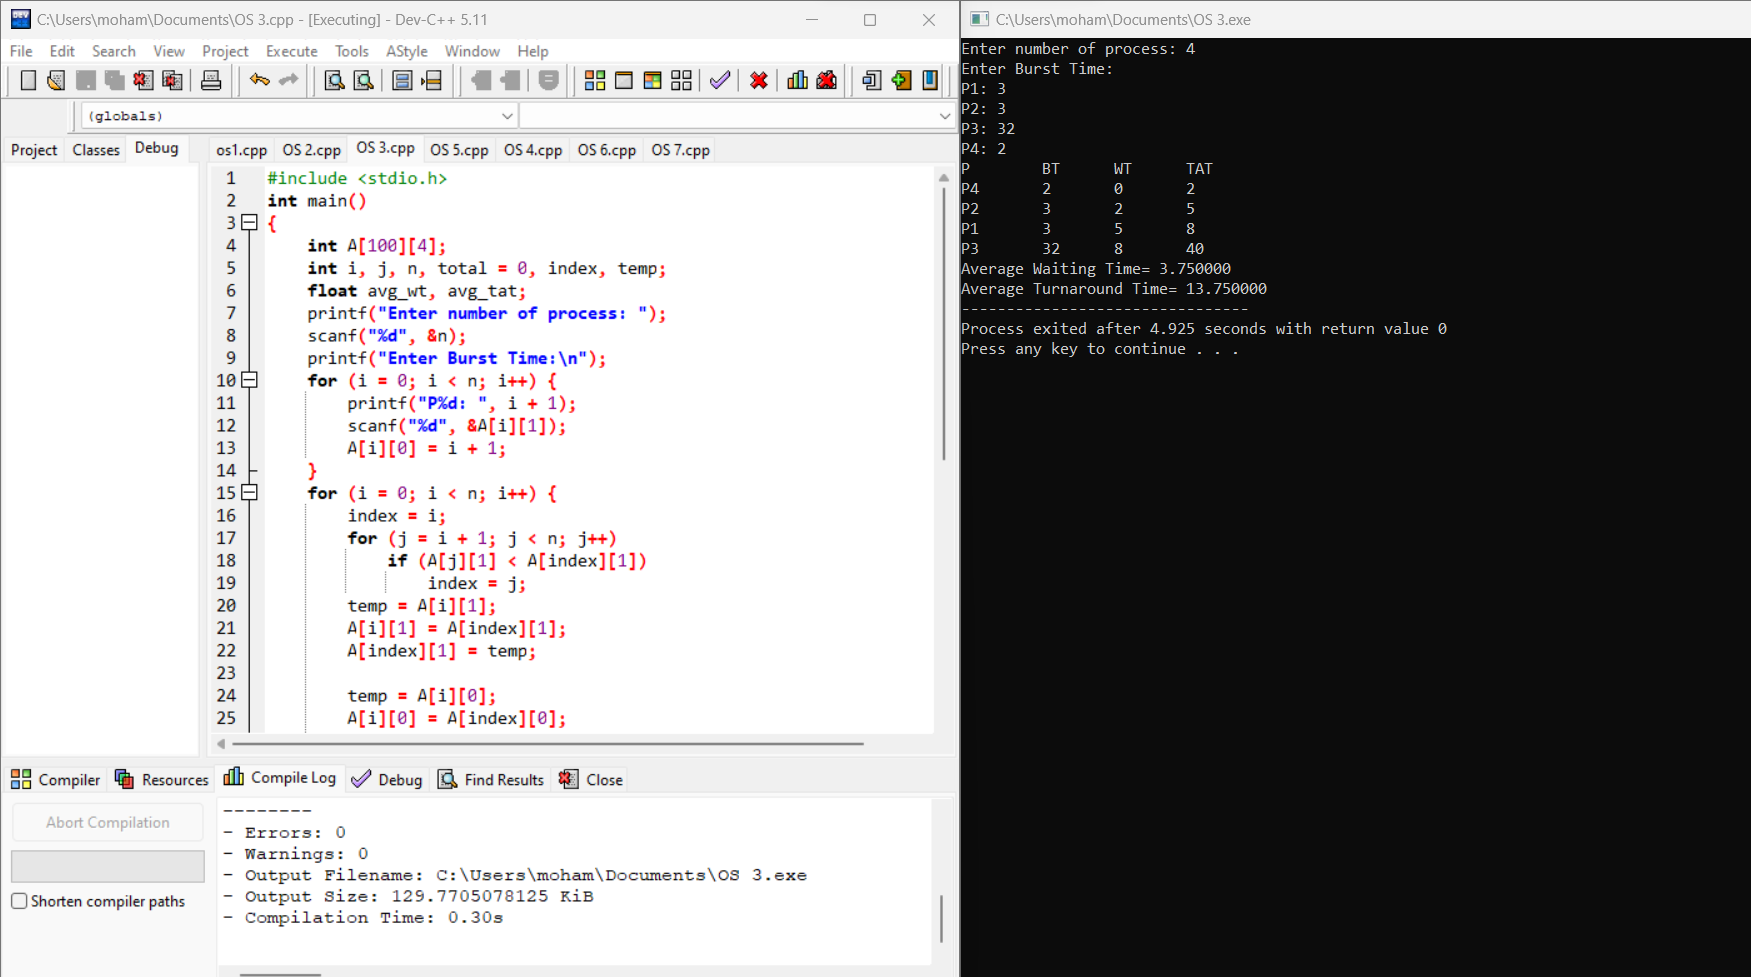 C:\Users\moham\Documents\OS 3.cpp - [Executing] - Dev-C++ 5.11
File Edit Search View Project Execute Tools AStyle Window Help
(globals)
Project Classes Debug
os1.cpp OS 2.cpp OS 3.cpp OS 5.cpp OS 4.cpp OS 6.cpp OS 7.cpp
1 #include <stdio.h>
2 int main()
3 {
4 int A[100][4];
5 int i, j, n, total = 0, index, temp;
6 float avg_wt, avg_tat;
7 printf("Enter number of process: ");
8 scanf("%d", &n);
9 printf("Enter Burst Time:\n");
10 for (i = 0; i < n; i++) {
11 printf("P%d: ", i + 1);
12 scanf("%d", &A[i][1]);
13 A[i][0] = i + 1;
14 }
15 for (i = 0; i < n; i++) {
16 index = i;
17 for (j = i + 1; j < n; j++)
18 if (A[j][1] < A[index][1])
19 index = j;
20 temp = A[i][1];
21 A[i][1] = A[index][1];
22 A[index][1] = temp;
23
24 temp = A[i][0];
25 A[i][0] = A[index][0];
Compiler Resources Compile Log Debug Find Results Close
Abort Compilation
Shorten compiler paths
--------
- Errors: 0
- Warnings: 0
- Output Filename: C:\Users\moham\Documents\OS 3.exe
- Output Size: 129.7705078125 KiB
- Compilation Time: 0.30s
C:\Users\moham\Documents\OS 3.exe
Enter number of process: 4
Enter Burst Time:
P1: 3
P2: 3
P3: 32
P4: 2
P BT WT TAT
P4 2 0 2
P2 3 2 5
P1 3 5 8
P3 32 8 40
Average Waiting Time= 3.750000
Average Turnaround Time= 13.750000
--------------------------------
Process exited after 4.925 seconds with return value 0
Press any key to continue . . .